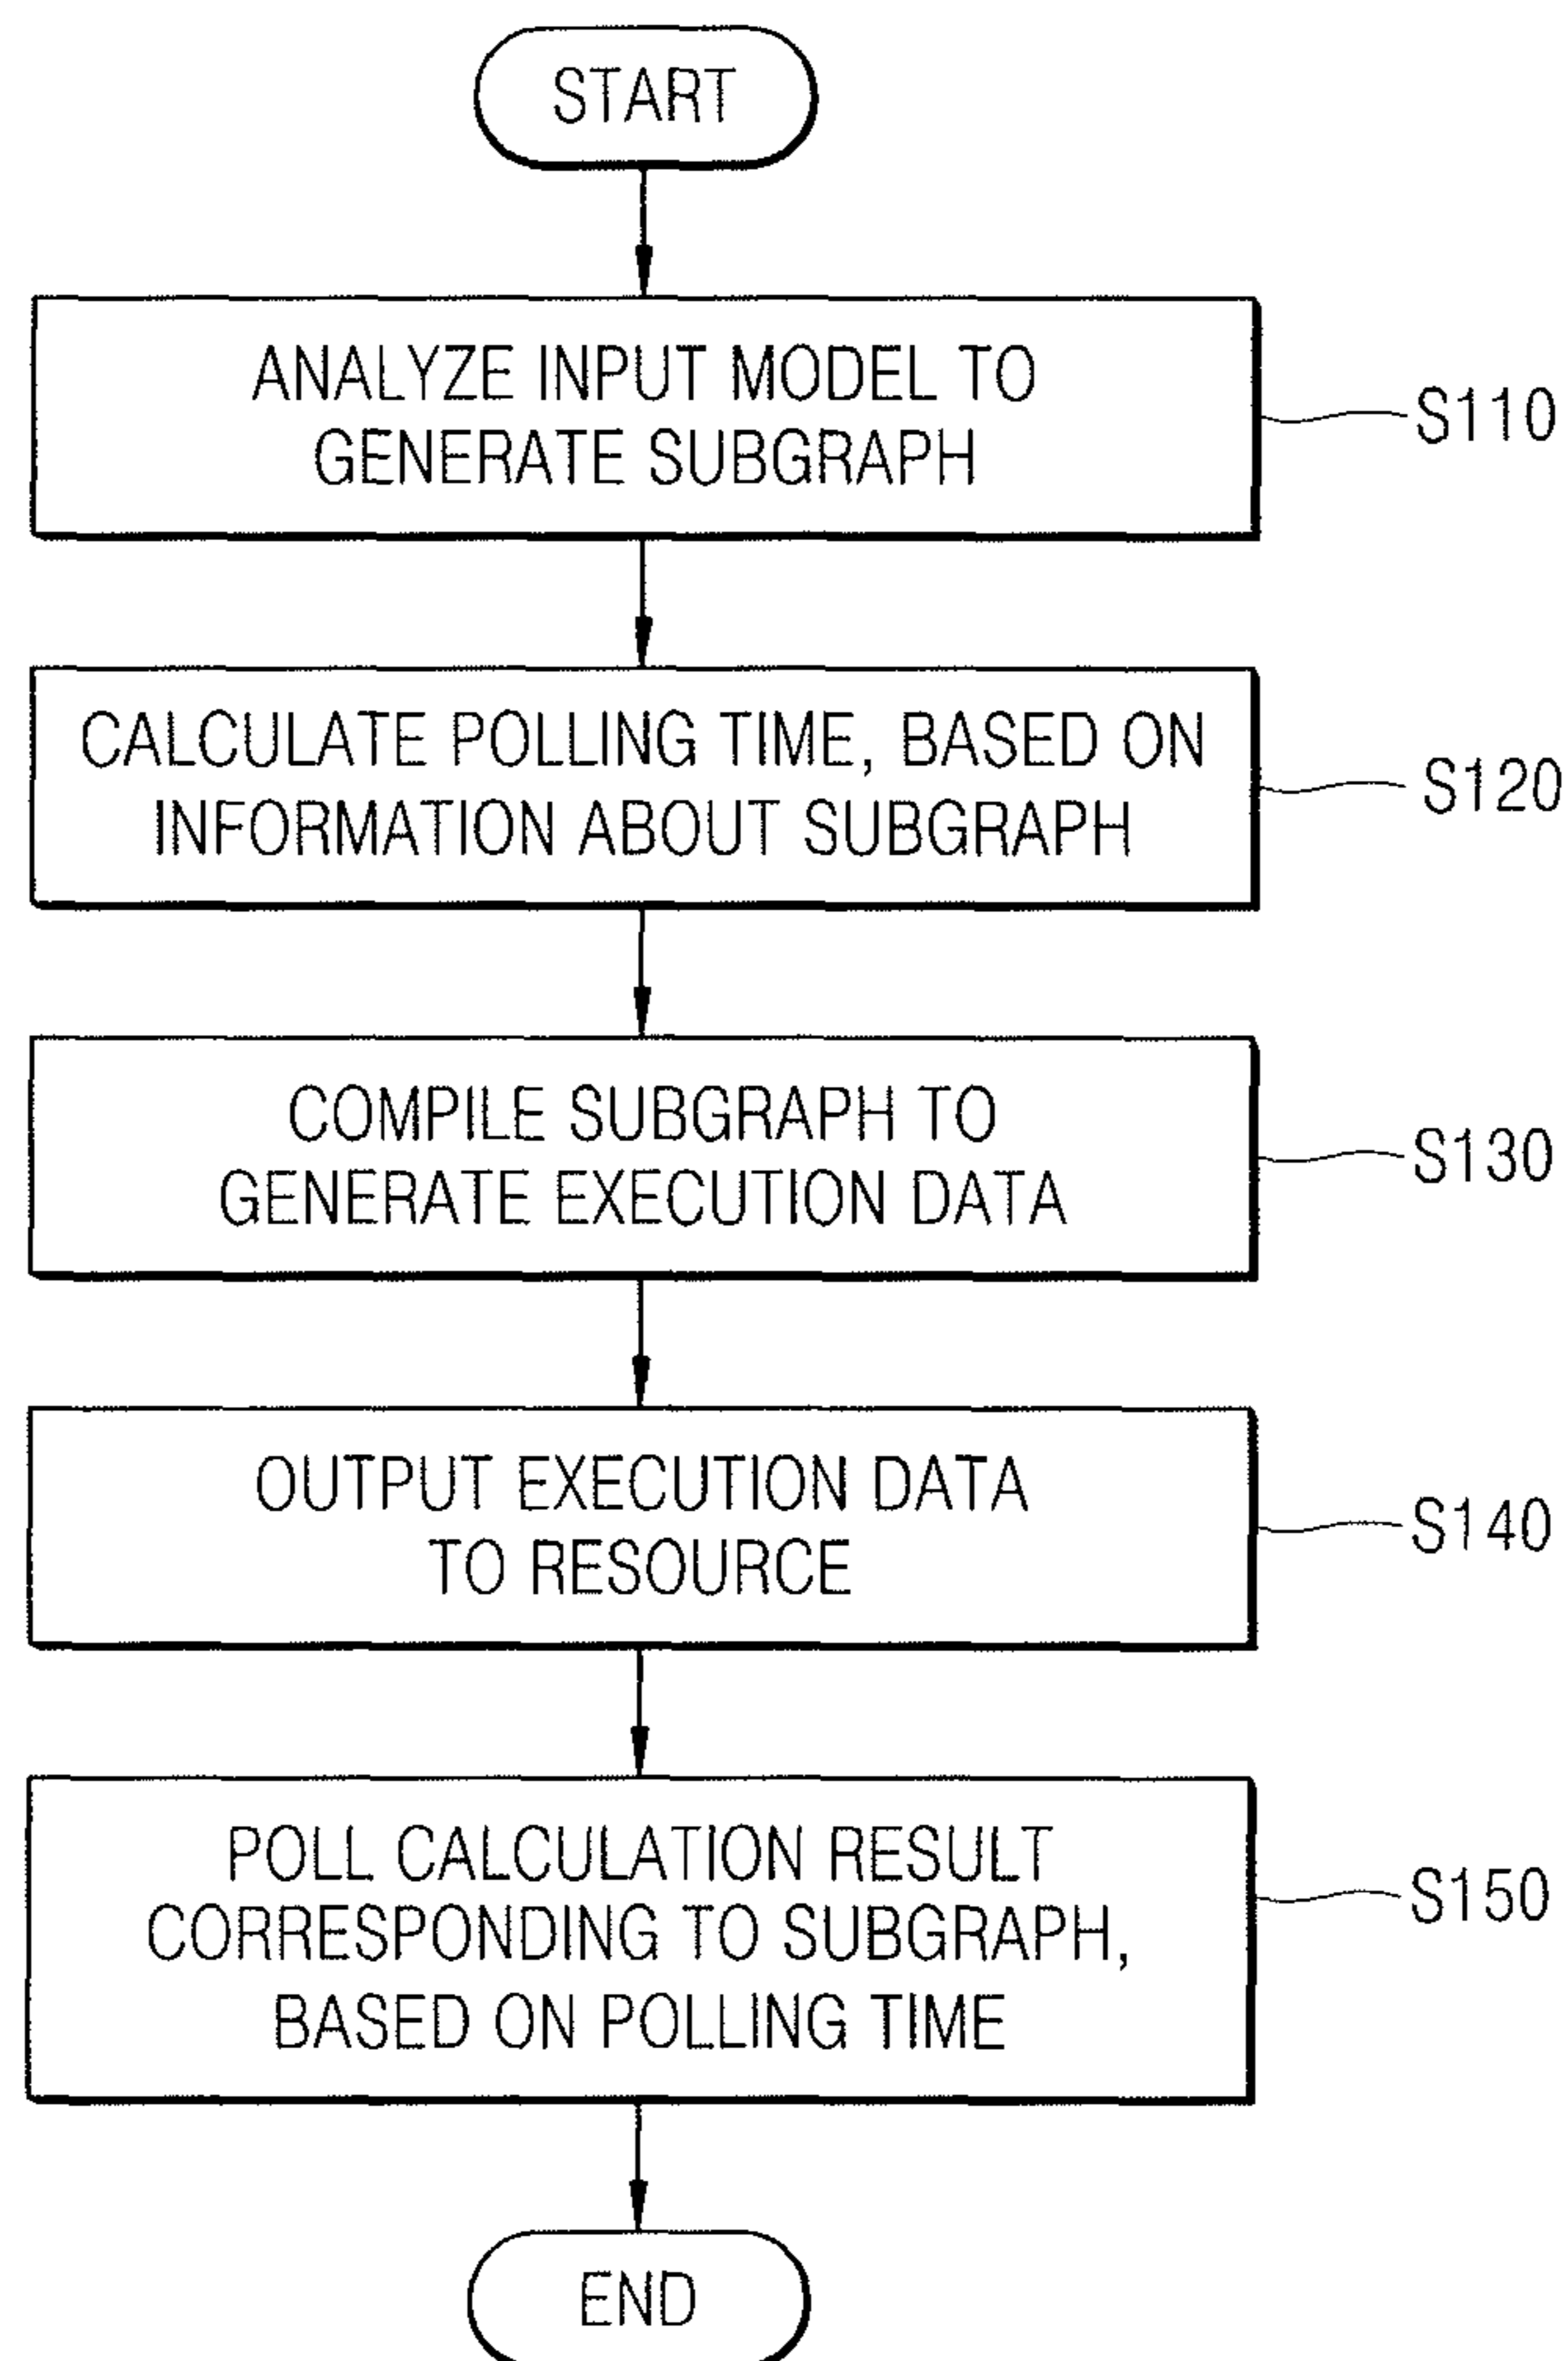 START
ANALYZE INPUT MODEL TO
GENERATE SUBGRAPH
S110
CALCULATE POLLING TIME, BASED ON
INFORMATION ABOUT SUBGRAPH
S120
COMPILE SUBGRAPH TO
GENERATE EXECUTION DATA
S130
OUTPUT EXECUTION DATA
TO RESOURCE
S140
POLL CALCULATION RESULT
CORRESPONDING TO SUBGRAPH,
BASED ON POLLING TIME
S150
END